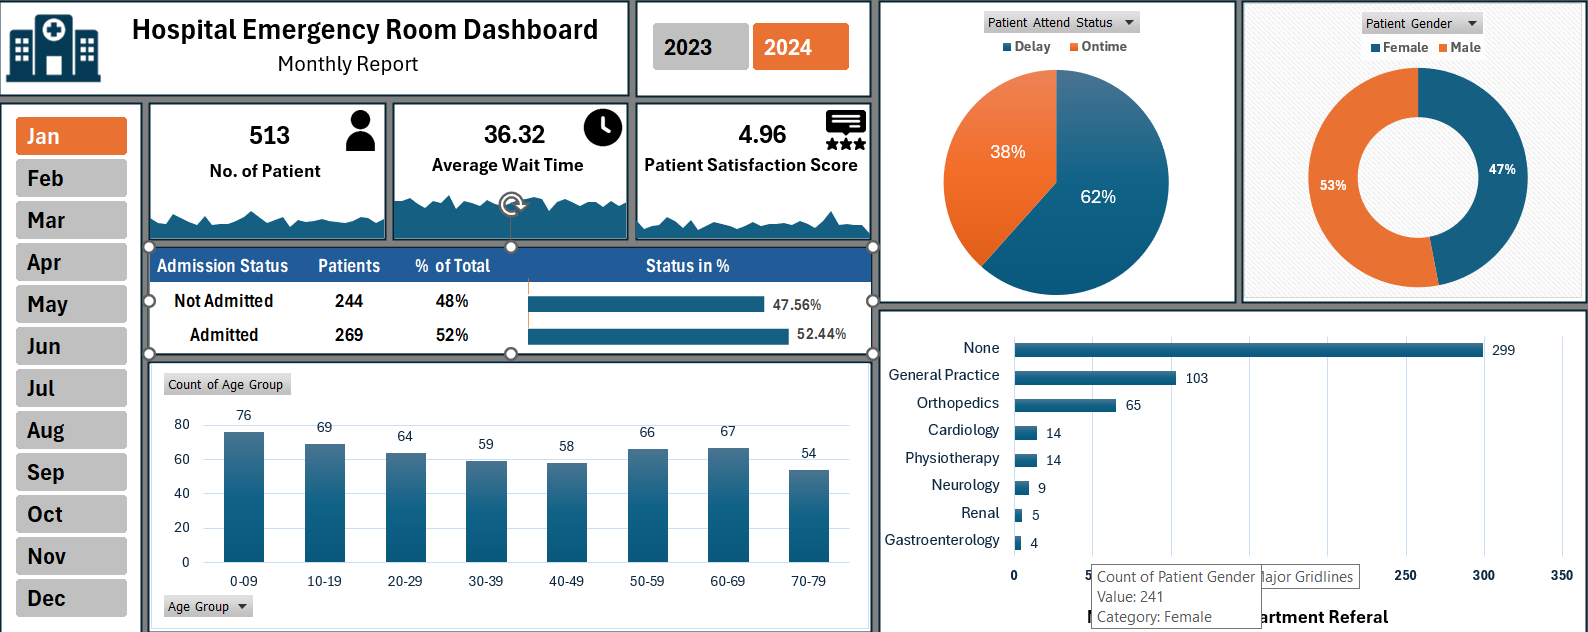 Hospital Emergency Room Dashboard
Monthly Report
2023
2024
Jan
Feb
Mar
Apr
May
Jun
Jul
Aug
Sep
Oct
Nov
Dec
513
No. of Patient
36.32
Average Wait Time
4.96
Patient Satisfaction Score
Admission Status Patients % of Total Status in %
Not Admitted 244 48% 47.56%
Admitted 269 52% 52.44%
Count of Age Group
80
60
40
20
0
76 69 64 59 58 66 67 54
0-09 10-19 20-29 30-39 40-49 50-59 60-69 70-79
Age Group
Patient Attend Status
Delay Ontime
38%
62%
Patient Gender
Female Male
53%
47%
None 299
General Practice 103
Orthopedics 65
Cardiology 14
Physiotherapy 14
Neurology 9
Renal 5
Gastroenterology 4
0 250 300 350
Count of Patient Gender
Value: 241
Category: Female
Major Gridlines
Referal